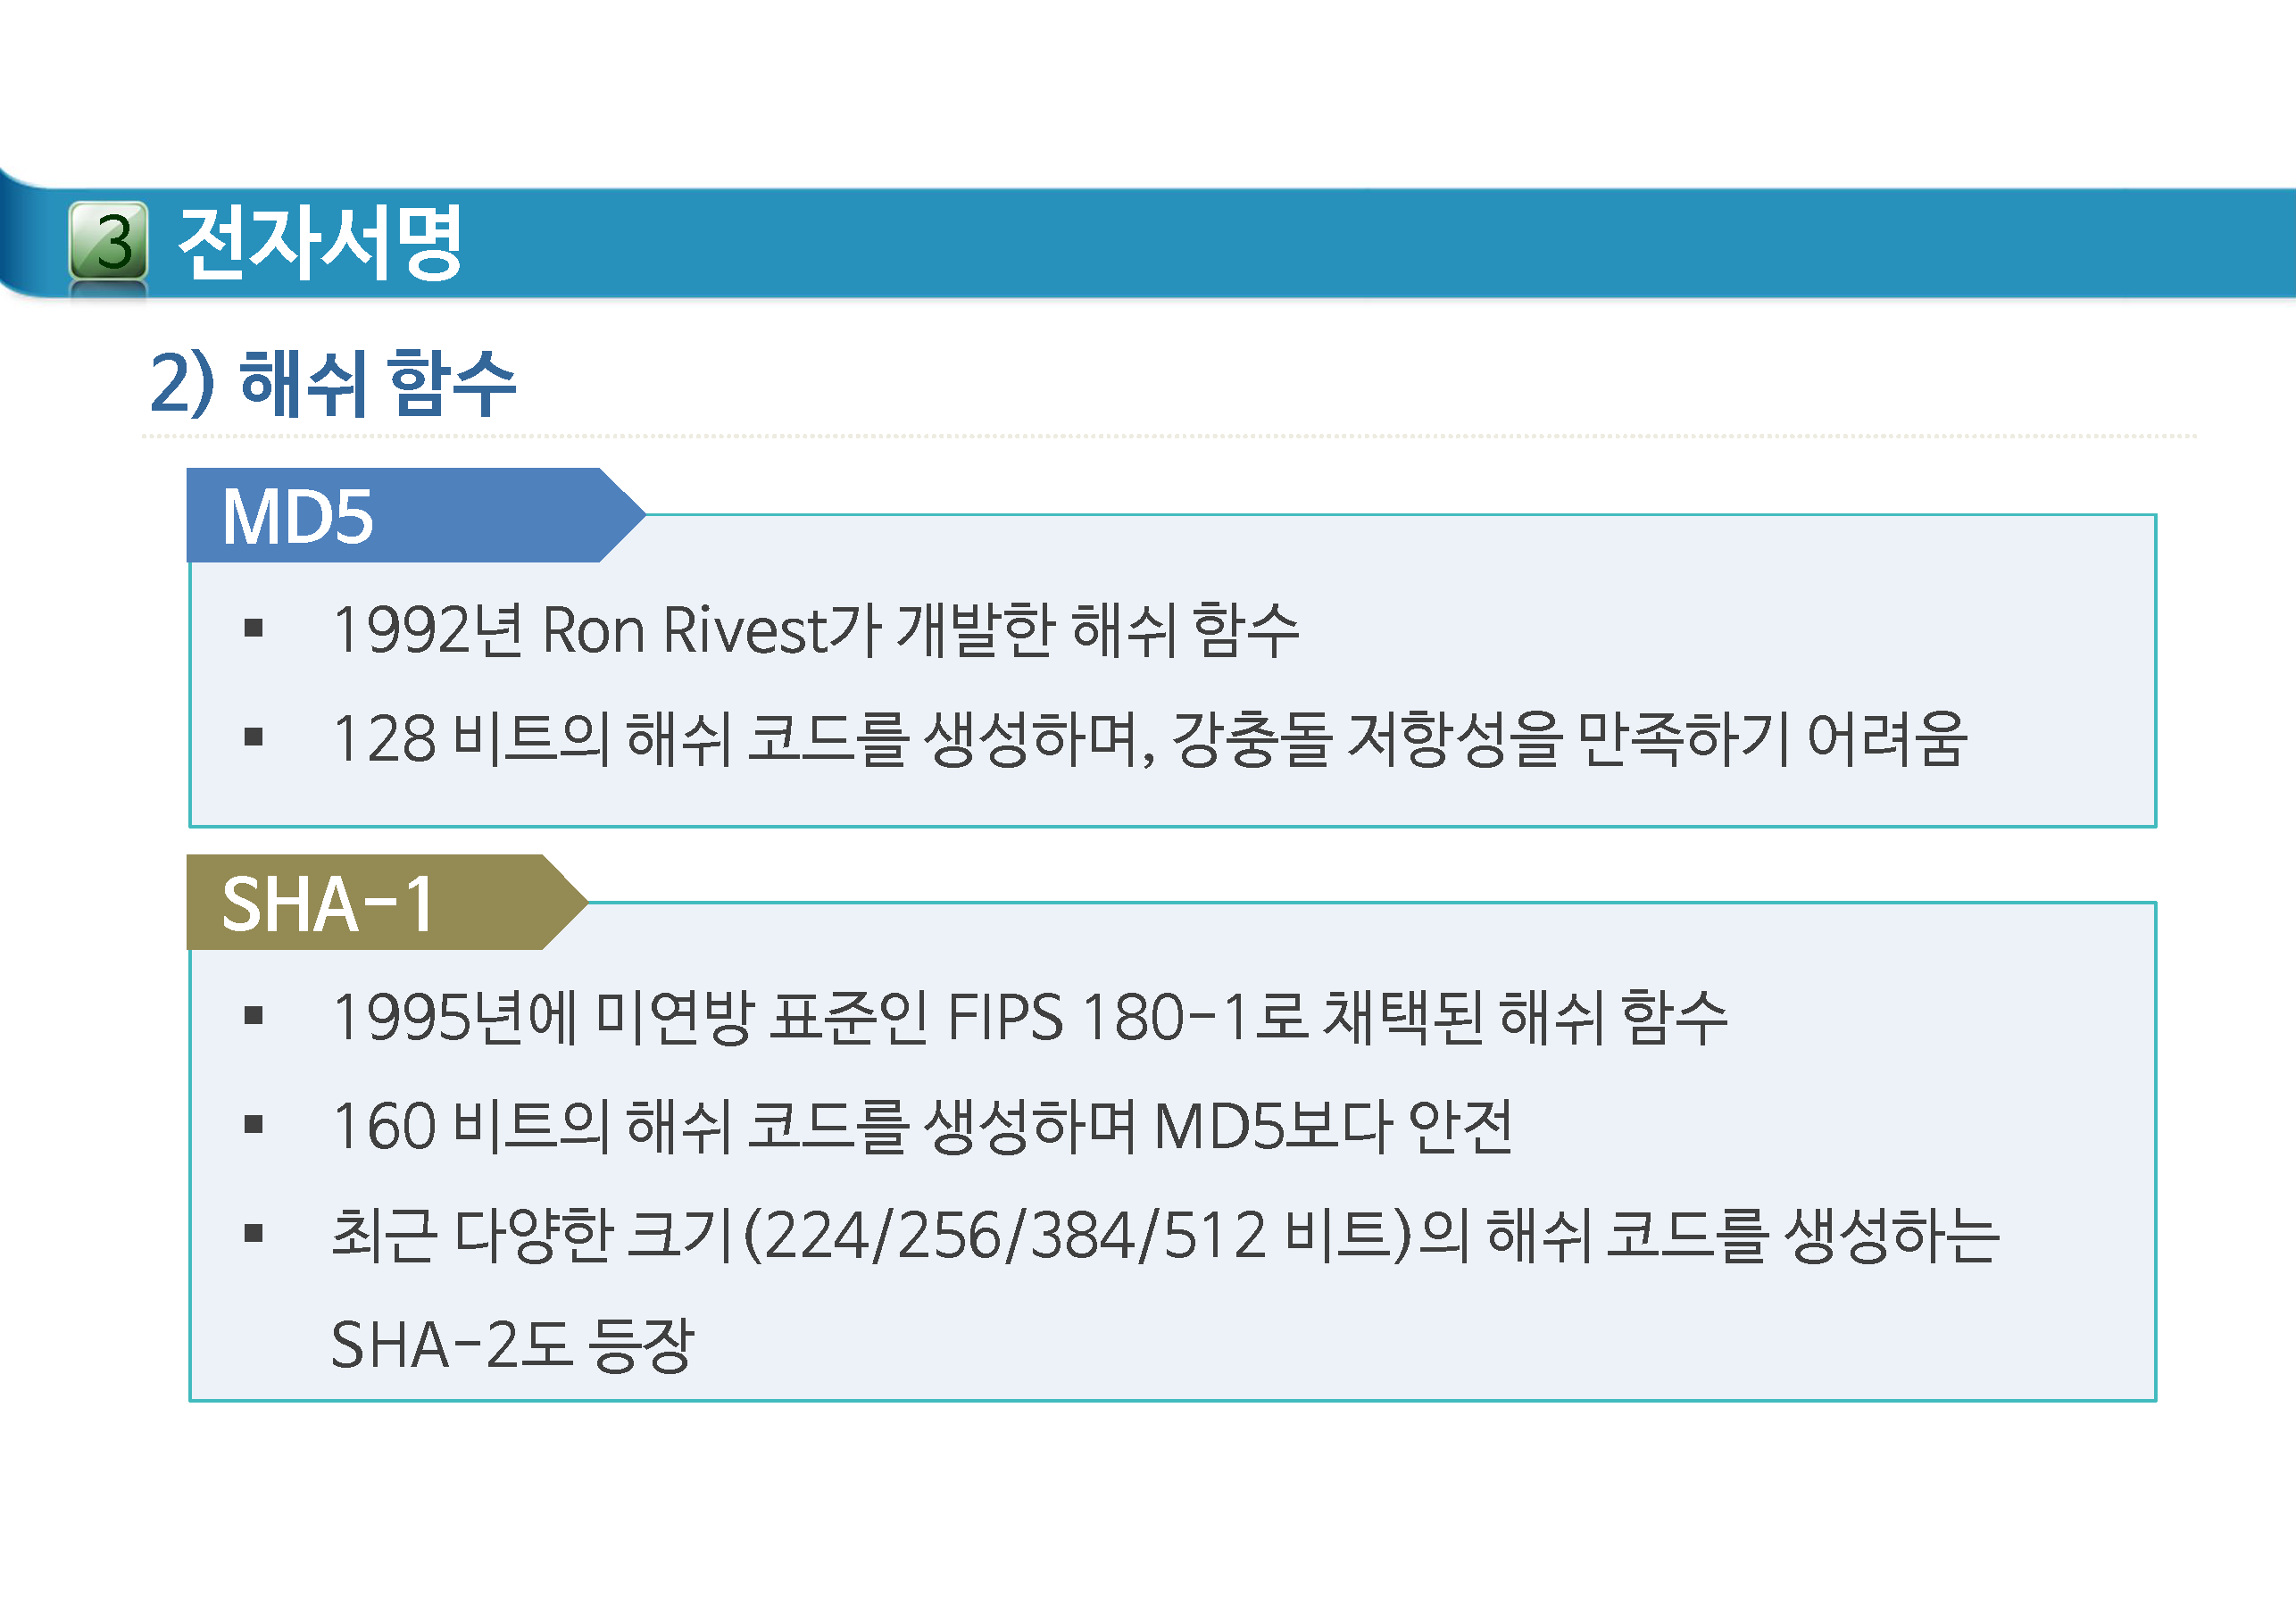 3 전자서명
2) 해쉬 함수
MD5
▪ 1992년 Ron Rivest가 개발한 해쉬 함수
▪ 128 비트의 해쉬 코드를 생성하며, 강충돌 저항성을 만족하기 어려움
SHA-1
▪ 1995년에 미연방 표준인 FIPS 180-1로 채택된 해쉬 함수
▪ 160 비트의 해쉬 코드를 생성하며 MD5보다 안전
▪ 최근 다양한 크기(224/256/384/512 비트)의 해쉬 코드를 생성하는
SHA-2도 등장